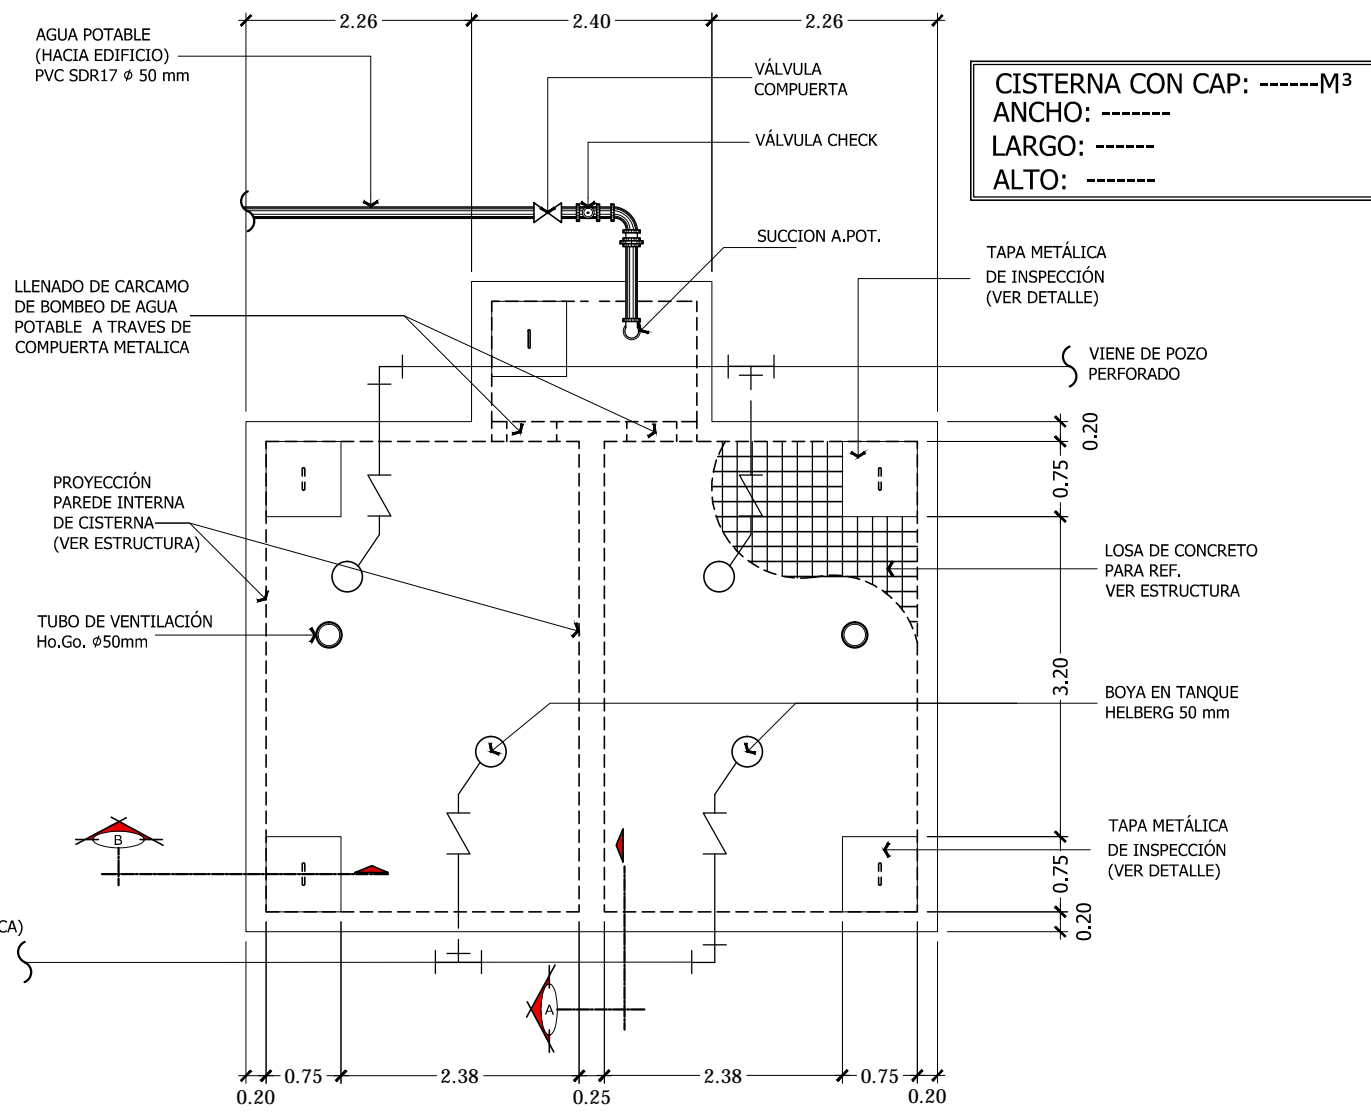 2.26
2.40
2.26
AGUA POTABLE
(HACIA EDIFICIO)
PVC SDR17 ϕ 50 mm
VÁLVULA
COMPUERTA
VÁLVULA CHECK
CISTERNA CON CAP: ------M³
ANCHO: -------
LARGO: ------
ALTO: -------
SUCCION A.POT.
TAPA METÁLICA
DE INSPECCIÓN
(VER DETALLE)
LLENADO DE CARCAMO
DE BOMBEO DE AGUA
POTABLE A TRAVES DE
COMPUERTA METALICA
VIENE DE POZO
PERFORADO
0.20
0.75
PROYECCIÓN
PAREDE INTERNA
DE CISTERNA
(VER ESTRUCTURA)
LOSA DE CONCRETO
PARA REF.
VER ESTRUCTURA
TUBO DE VENTILACIÓN
Ho.Go. ϕ50mm
3.20
BOYA EN TANQUE
HELBERG 50 mm
B
TAPA METÁLICA
DE INSPECCIÓN
(VER DETALLE)
0.75
0.20
CA)
A
0.20
0.75
2.38
0.25
2.38
0.75
0.20